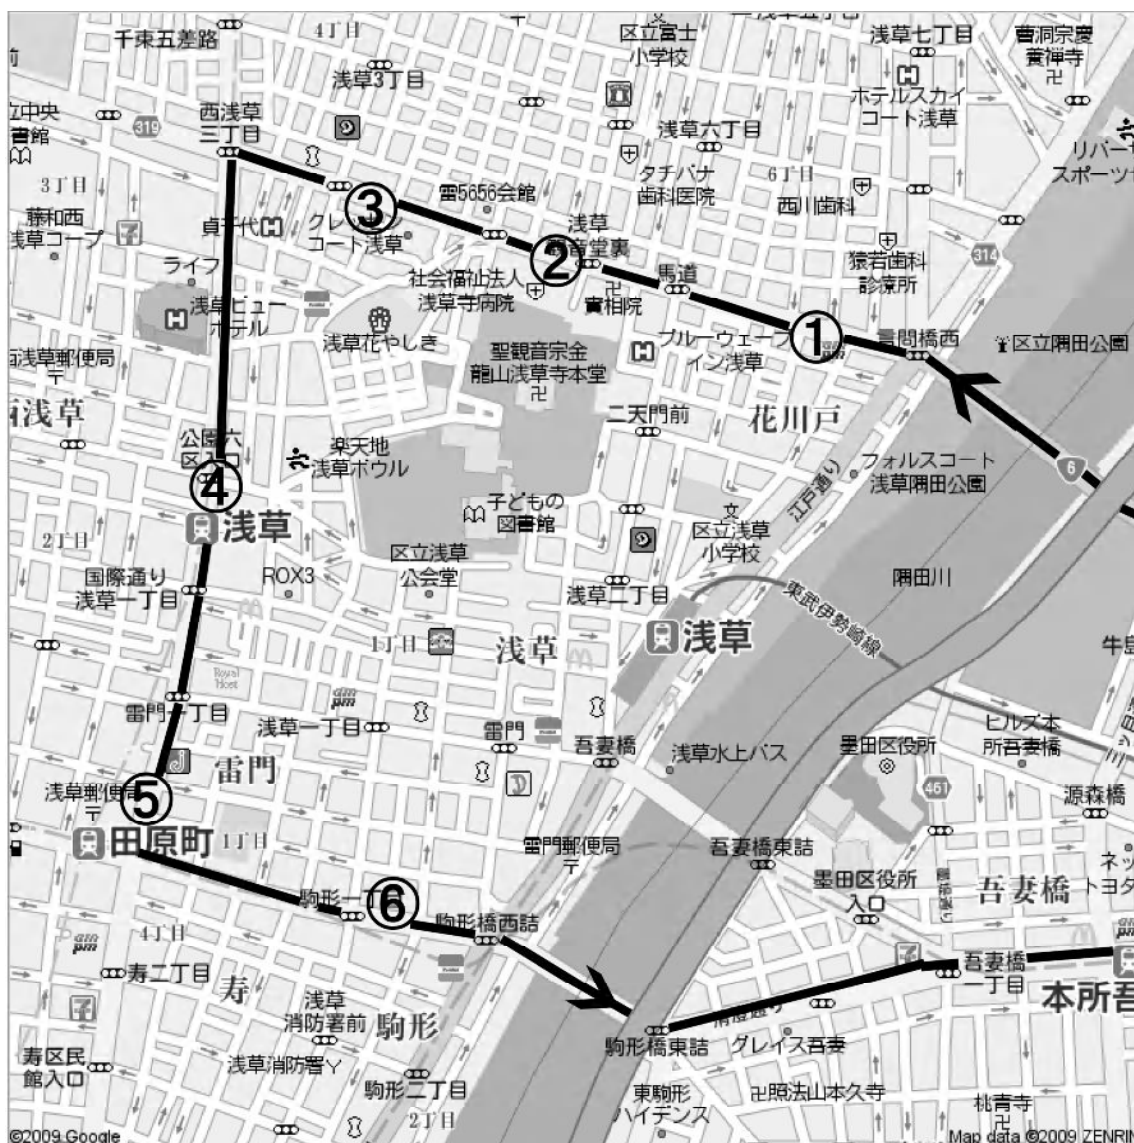 千束五差路
4丁目
浅草3丁目
区立富士
小学校
浅草七丁目
曹洞宗慶
養禅寺
卍
ホテルスカイ
コート浅草
立中央
書館
319
西浅草
三丁目
浅草六丁目
リバー
スポーツ
3丁目
雷5656会館
タチバナ
歯科医院
6丁目
西川歯科
藤和西
浅草コープ
貞千代
③
コート浅草
浅草
②
馬道
猿若歯科
診療所
314
ライフ
社会福祉法人
浅草寺病院
卍
實相院
浅草ビュー
ホテル
浅草花やしき
①
言問橋西
区立隅田公園
西浅草郵便局
〒
聖観音宗金
龍山浅草寺本堂
卍
ブルーウェーブ
イン浅草
西浅草
二天門前
花川戸
公園六
区入口
楽天地
浅草ボウル
④
フォルスコート
浅草隅田公園
6
江戸通り
子どもの
図書館
浅草
区立浅草
小学校
2丁目
区立浅草
公会堂
国際通り
浅草一丁目
ROX3
浅草二丁目
隅田川
東武伊勢崎線
1丁目
浅草
浅草
牛島
Royal
Host
am
pm
雷門一丁目
浅草一丁目
雷門
吾妻橋
浅草水上バス
墨田区役所
ヒルズ本
所吾妻橋
雷門
浅草郵便局
〒
⑤
461
源森橋
田原町
1丁目
雷門郵便局
〒
吾妻橋東詰
墨田区役所
入口
吾妻橋
ネッ
トヨタ
⑥
駒形橋西詰
am
pm
4丁目
寿二丁目
吾妻橋
一丁目
寿
浅草
消防署前
駒形
本所吾
清澄通り
駒形橋東詰
グレイス吾妻
寿区民
館入口
浅草消防署
駒形二丁目
東駒形
ハイデンス
卍照法山本久寺
2丁目
桃青寺
卍
©2009 Google
Map data ©2009 ZENRIN